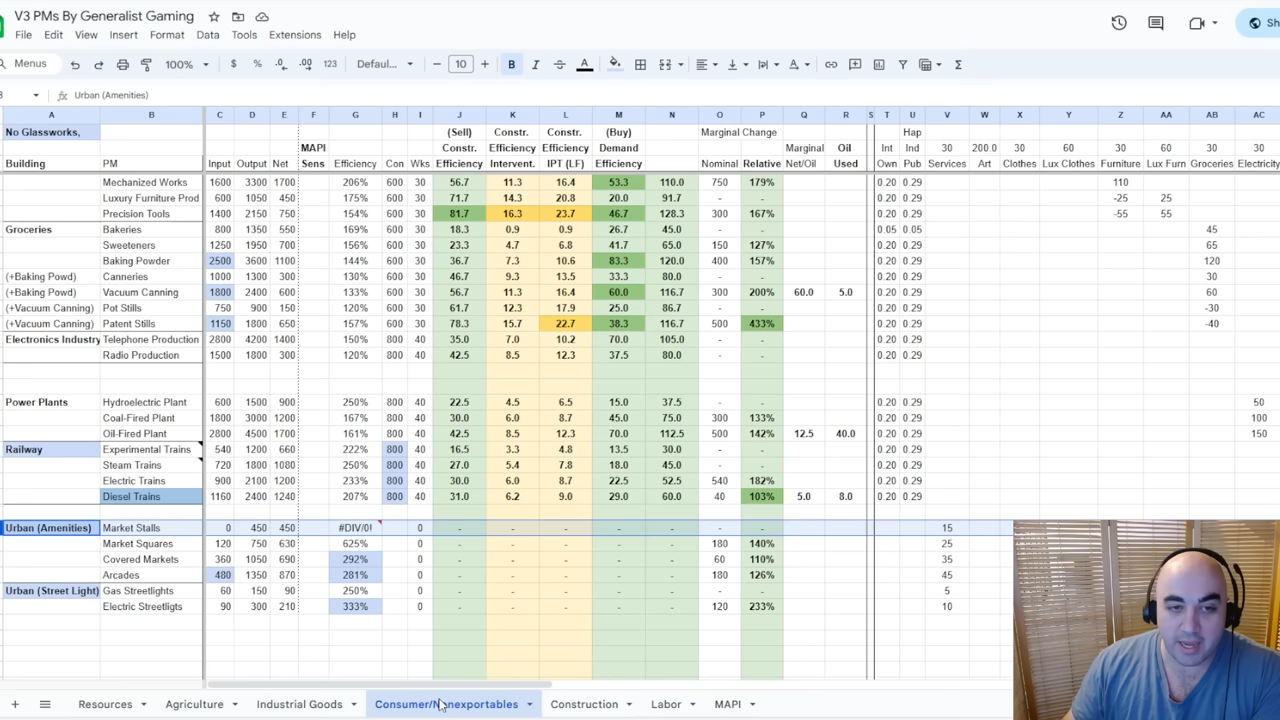 V3 PMs By Generalist Gaming
File Edit View Insert Format Data Tools Extensions Help
Menus 100% $ % .0 .00 123 Defaul... 10 B I A
Urban (Amenities)
A B C D E F G H I J K L M N O P Q R S T U V W X Y Z AA AB AC
No Glassworks, (Sell) Constr. Constr. (Buy) Marginal Change Hap
MAPI Constr. Efficiency Efficiency Demand Marginal Oil Int Ind 30 200.0 30 60 30 60 30 30
Building PM Input Output Net Sens Efficiency Con Wks Efficiency Intervent. IPT (LF) Efficiency Nominal Relative Net/Oil Used Own Pub Services Art Clothes Lux Clothes Furniture Lux Furn Groceries Electricity
Mechanized Works 1600 3300 1700 206% 600 30 56.7 11.3 16.4 53.3 110.0 750 179% 0.20 0.29 110
Luxury Furniture Prod 600 1050 450 175% 600 30 71.7 14.3 20.8 20.0 91.7 - - 0.20 0.29 -25 25
Precision Tools 1400 2150 750 154% 600 30 81.7 16.3 23.7 46.7 128.3 300 167% 0.20 0.29 -55 55
Groceries Bakeries 800 1350 550 169% 600 30 18.3 0.9 0.9 26.7 45.0 - - 0.05 0.05 45
Sweeteners 1250 1950 700 156% 600 30 23.3 4.7 6.8 41.7 65.0 150 127% 0.20 0.29 65
Baking Powder 2500 3600 1100 144% 600 30 36.7 7.3 10.6 83.3 120.0 400 157% 0.20 0.29 120
(+Baking Powd) Canneries 1000 1300 300 130% 600 30 46.7 9.3 13.5 33.3 80.0 - - 0.20 0.29 30
(+Baking Powd) Vacuum Canning 1800 2400 600 133% 600 30 56.7 11.3 16.4 60.0 116.7 300 200% 60.0 5.0 0.20 0.29 60
(+Vacuum Canning) Pot Stills 750 900 150 120% 600 30 61.7 12.3 17.9 25.0 86.7 - - 0.20 0.29 -30
(+Vacuum Canning) Patent Stills 1150 1800 650 157% 600 30 78.3 15.7 22.7 38.3 116.7 500 433% 0.20 0.29 -40
Electronics Industry Telephone Production 2800 4200 1400 150% 600 30 35.0 7.0 10.2 70.0 105.0 - - 0.20 0.29
Radio Production 1500 1800 300 120% 600 30 42.5 8.5 12.3 37.5 80.0 - - 0.20 0.29
Power Plants Hydroelectric Plant 600 1500 900 250% 800 40 22.5 4.5 6.5 15.0 37.5 - - 0.20 0.29 50
Coal-Fired Plant 1800 3000 1200 167% 800 40 30.0 6.0 8.7 45.0 75.0 300 133% 0.20 0.29 100
Oil-Fired Plant 2800 4500 1700 161% 800 40 42.5 8.5 12.3 70.0 112.5 500 142% 12.5 40.0 0.20 0.29 150
Railway Experimental Trains 540 1200 660 222% 800 40 16.5 3.3 4.8 13.5 30.0 - - 0.20 0.29
Steam Trains 720 1800 1080 250% 800 40 27.0 5.4 7.8 18.0 45.0 - - 0.20 0.29
Electric Trains 900 2100 1200 233% 800 40 30.0 6.0 8.7 22.5 52.5 540 182% 0.20 0.29
Diesel Trains 1160 2400 1240 207% 800 40 31.0 6.2 9.0 29.0 60.0 40 103% 5.0 8.0 0.20 0.29
Urban (Amenities) Market Stalls 0 450 450 #DIV/0! 0 - - - - - - - 15
Market Squares 120 750 630 625% 0 - - - - - 180 140% 25
Covered Markets 360 1050 690 292% 0 - - - - - 60 110% 35
Arcades 480 1350 870 281% 0 - - - - - 180 126% 45
Urban (Street Light) Gas Streetlights 60 150 90 250% 0 - - - - - - - 5
Electric Streetligts 90 300 210 333% 0 - - - - - 120 233% 10
Resources Agriculture Industrial Goods Consumer/Nonexportables Construction Labor MAPI